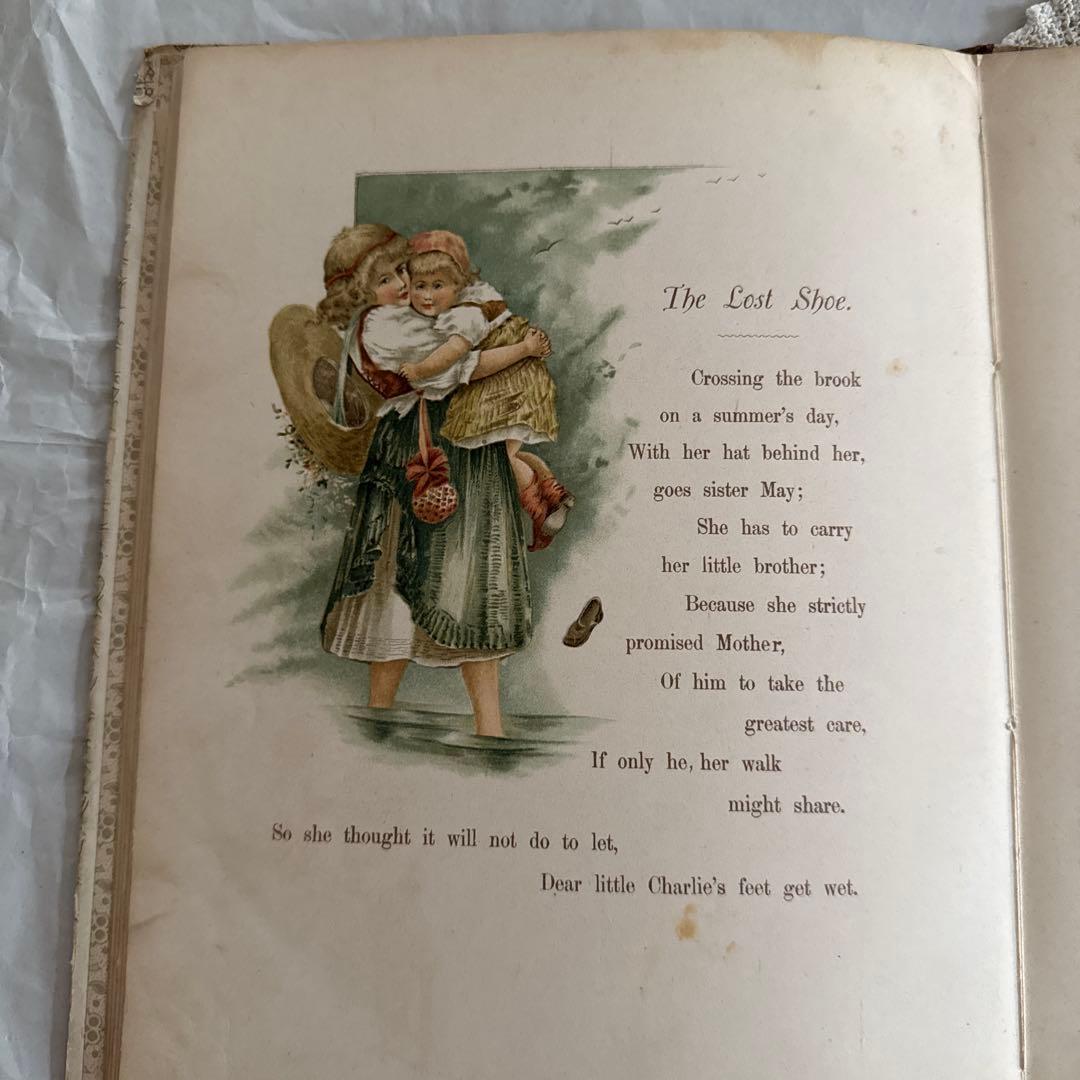 The Lost Shoe.
Crossing the brook
on a summer's day,
With her hat behind her,
goes sister May;
She has to carry
her little brother;
Because she strictly
promised Mother,
Of him to take the
greatest care,
If only he, her walk
might share.
So she thought it will not do to let,
Dear little Charlie's feet get wet.